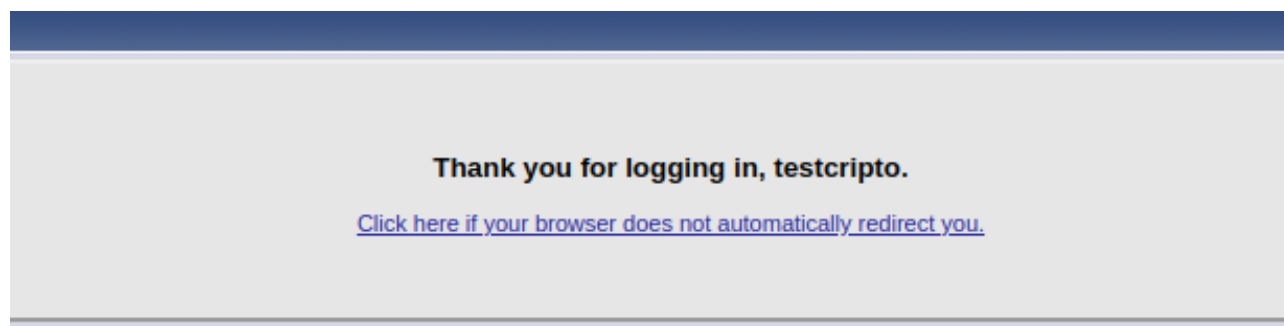 Thank you for logging in, testcripto.
Click here if your browser does not automatically redirect you.